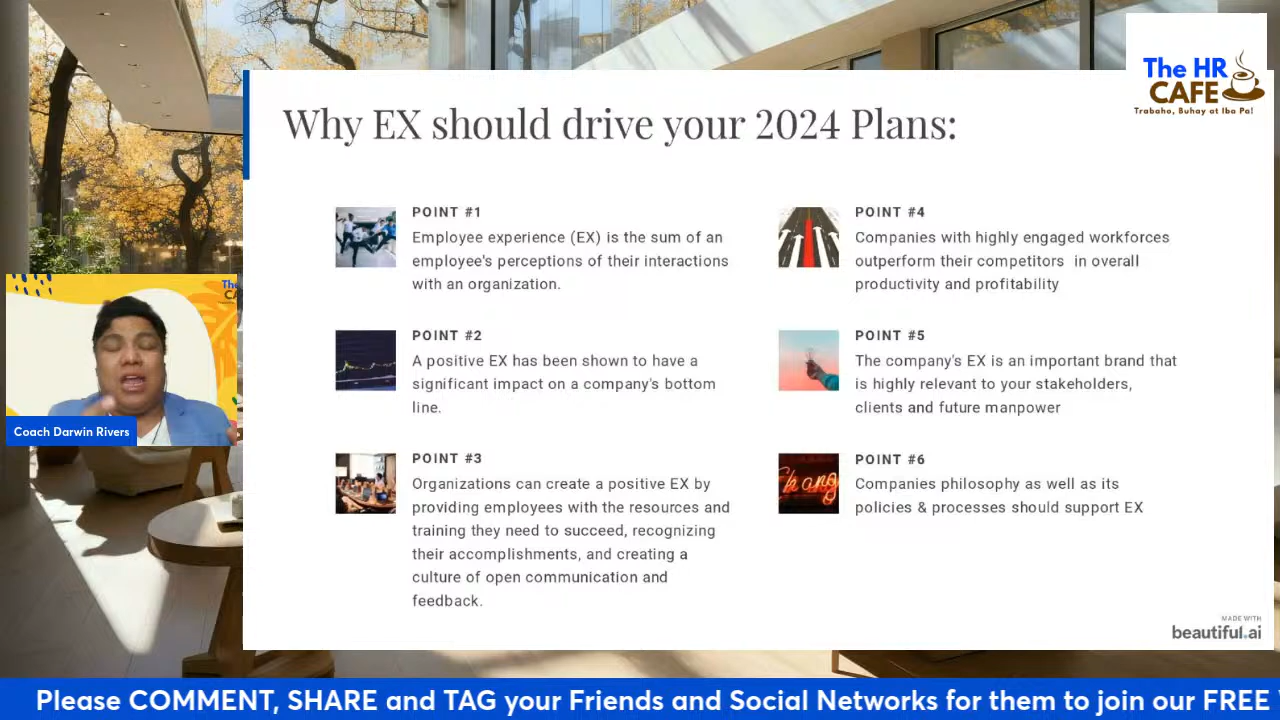 The HR
CAFE
Trabaho, Buhay at Iba Pa!
Why EX should drive your 2024 Plans:
POINT #1
Employee experience (EX) is the sum of an
employee's perceptions of their interactions
with an organization.
POINT #2
A positive EX has been shown to have a
significant impact on a company's bottom
line.
POINT #3
Organizations can create a positive EX by
providing employees with the resources and
training they need to succeed, recognizing
their accomplishments, and creating a
culture of open communication and
feedback.
POINT #4
Companies with highly engaged workforces
outperform their competitors in overall
productivity and profitability
POINT #5
The company's EX is an important brand that
is highly relevant to your stakeholders,
clients and future manpower
Chang
POINT #6
Companies philosophy as well as its
policies & processes should support EX
MADE WITH
beautiful.ai
The
CA
Coach Darwin Rivers
Please COMMENT, SHARE and TAG your Friends and Social Networks for them to join our FREE